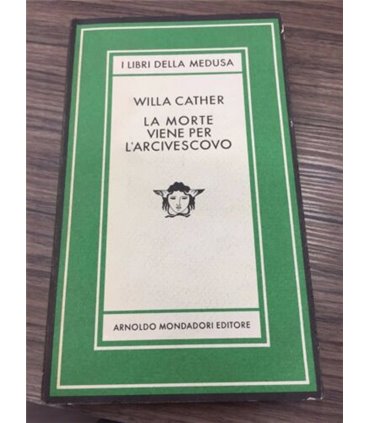 I LIBRI DELLA MEDUSA
WILLA CATHER
LA MORTE
VIENE PER
L'ARCIVESCOVO
ARNOLDO MONDADORI EDITORE